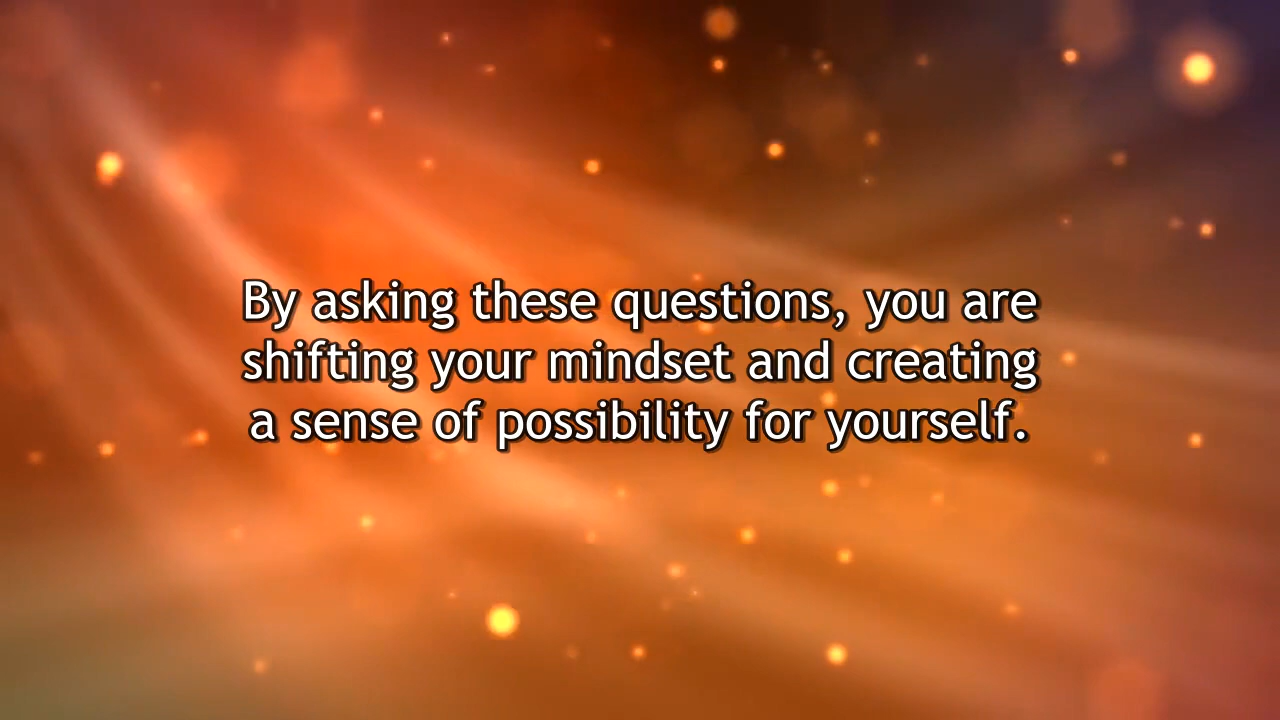 By asking these questions, you are
shifting your mindset and creating
a sense of possibility for yourself.